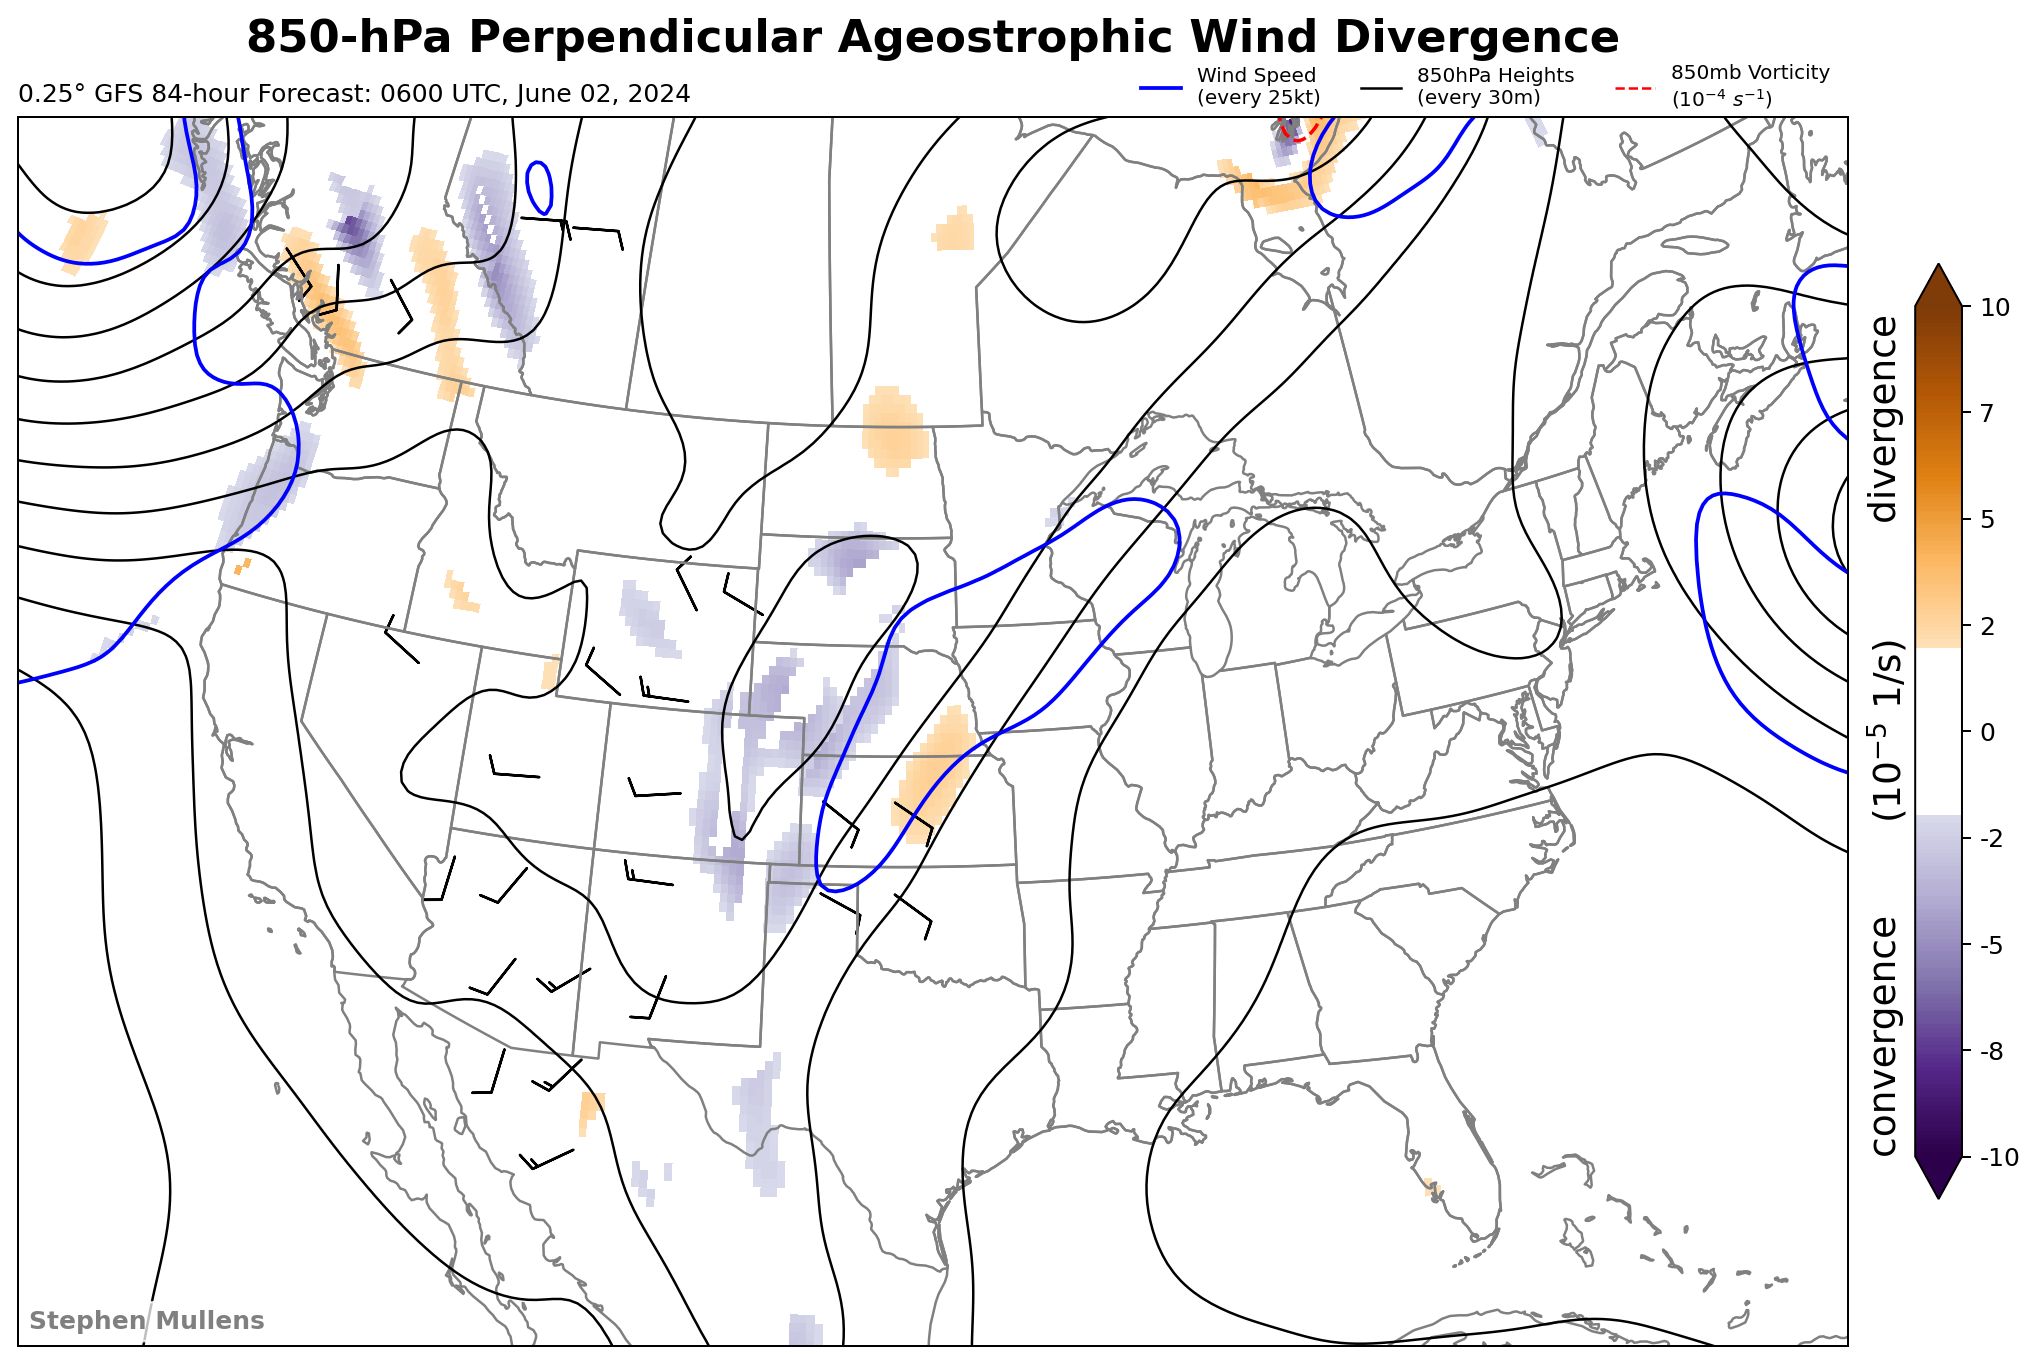 850-hPa Perpendicular Ageostrophic Wind Divergence
0.25° GFS 84-hour Forecast: 0600 UTC, June 02, 2024
Wind Speed
(every 25kt)
850hPa Heights
(every 30m)
850mb Vorticity
(10⁻⁴ s⁻¹)
convergence (10⁻⁵ 1/s) divergence
10
7
5
2
0
-2
-5
-8
-10
Stephen Mullens